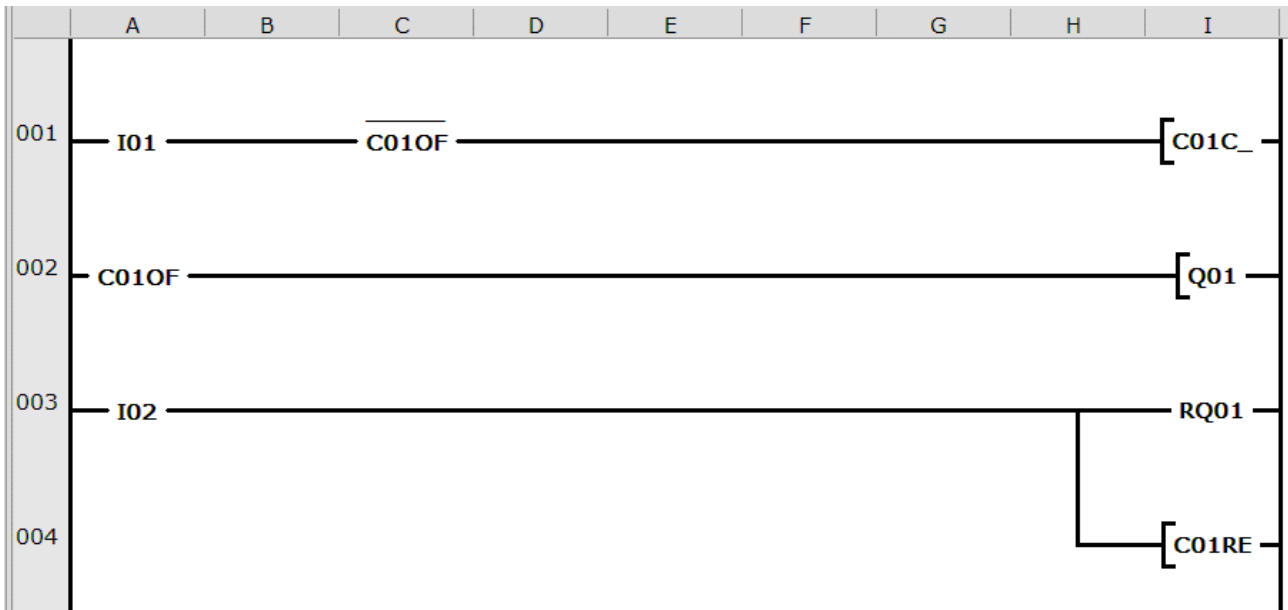 A B C D E F G H I
001 I01 C01OF C01C_
002 C01OF Q01
003 I02 RQ01
004 C01RE